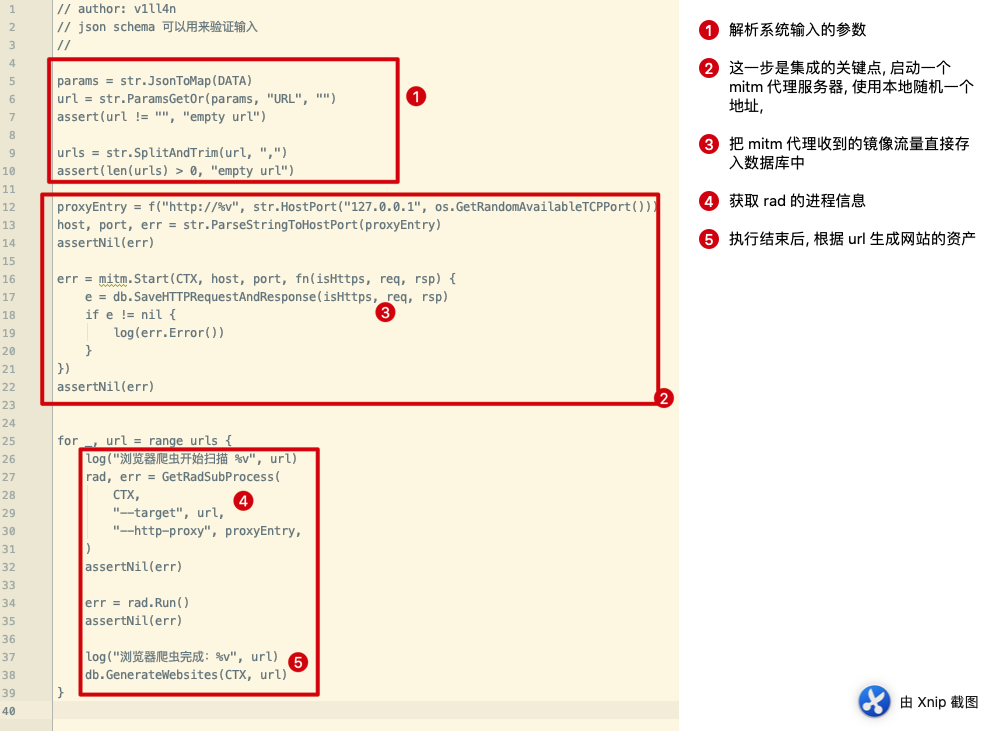 1 // author: v1ll4n
2 // json schema 可以用来验证输入
3 //
4
5 params = str.JsonToMap(DATA)
6 url = str.ParamsGetOr(params, "URL", "")
7 assert(url != "", "empty url")
8
9 urls = str.SplitAndTrim(url, ",")
10 assert(len(urls) > 0, "empty url")
1
11
12 proxyEntry = f("http://%v", str.HostPort("127.0.0.1", os.GetRandomAvailableTCPPort()))
13 host, port, err = str.ParseStringToHostPort(proxyEntry)
14 assertNil(err)
15
16 err = mitm.Start(CTX, host, port, fn(isHttps, req, rsp) {
17 e = db.SaveHTTPRequestAndResponse(isHttps, req, rsp)
18 if e != nil {
3
19 log(err.Error())
20 }
21 })
22 assertNil(err)
2
23
24
25 for _, url = range urls {
26 log("浏览器爬虫开始扫描 %v", url)
27 rad, err = GetRadSubProcess(
28 CTX,
4
29 "--target", url,
30 "--http-proxy", proxyEntry,
31 )
32 assertNil(err)
33
34 err = rad.Run()
35 assertNil(err)
36
37 log("浏览器爬虫完成: %v", url)
5
38 db.GenerateWebsites(CTX, url)
39 }
40
1 解析系统输入的参数
2 这一步是集成的关键点, 启动一个
mitm 代理服务器, 使用本地随机一个
地址,
3 把 mitm 代理收到的镜像流量直接存
入数据库中
4 获取 rad 的进程信息
5 执行结束后, 根据 url 生成网站的资产
由 Xnip 截图